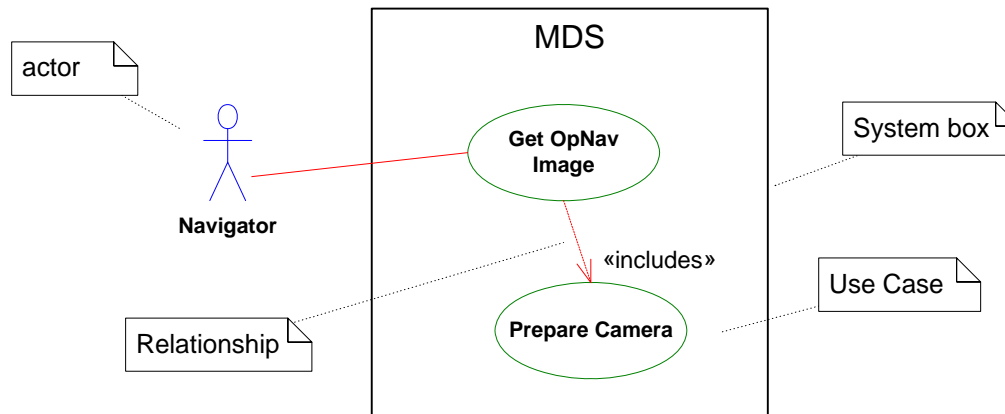 MDS
actor
System box
Get OpNav
Image
Navigator
«includes»
Use Case
Prepare Camera
Relationship